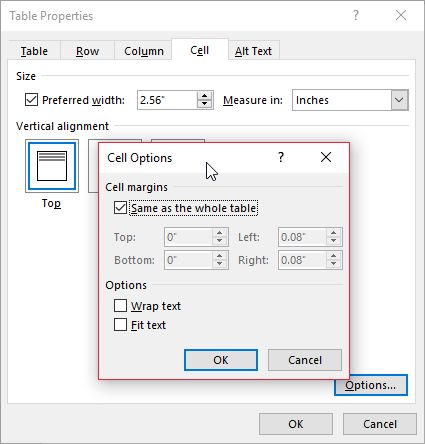 Table Properties ? ×
Table Row Column Cell Alt Text
Size
Preferred width: 2.56" Measure in: Inches
Vertical alignment
Top
Cell Options ? ×
Cell margins
Same as the whole table
Top: 0" Left: 0.08"
Bottom: 0" Right: 0.08"
Options
Wrap text
Fit text
OK Cancel
Options...
OK Cancel